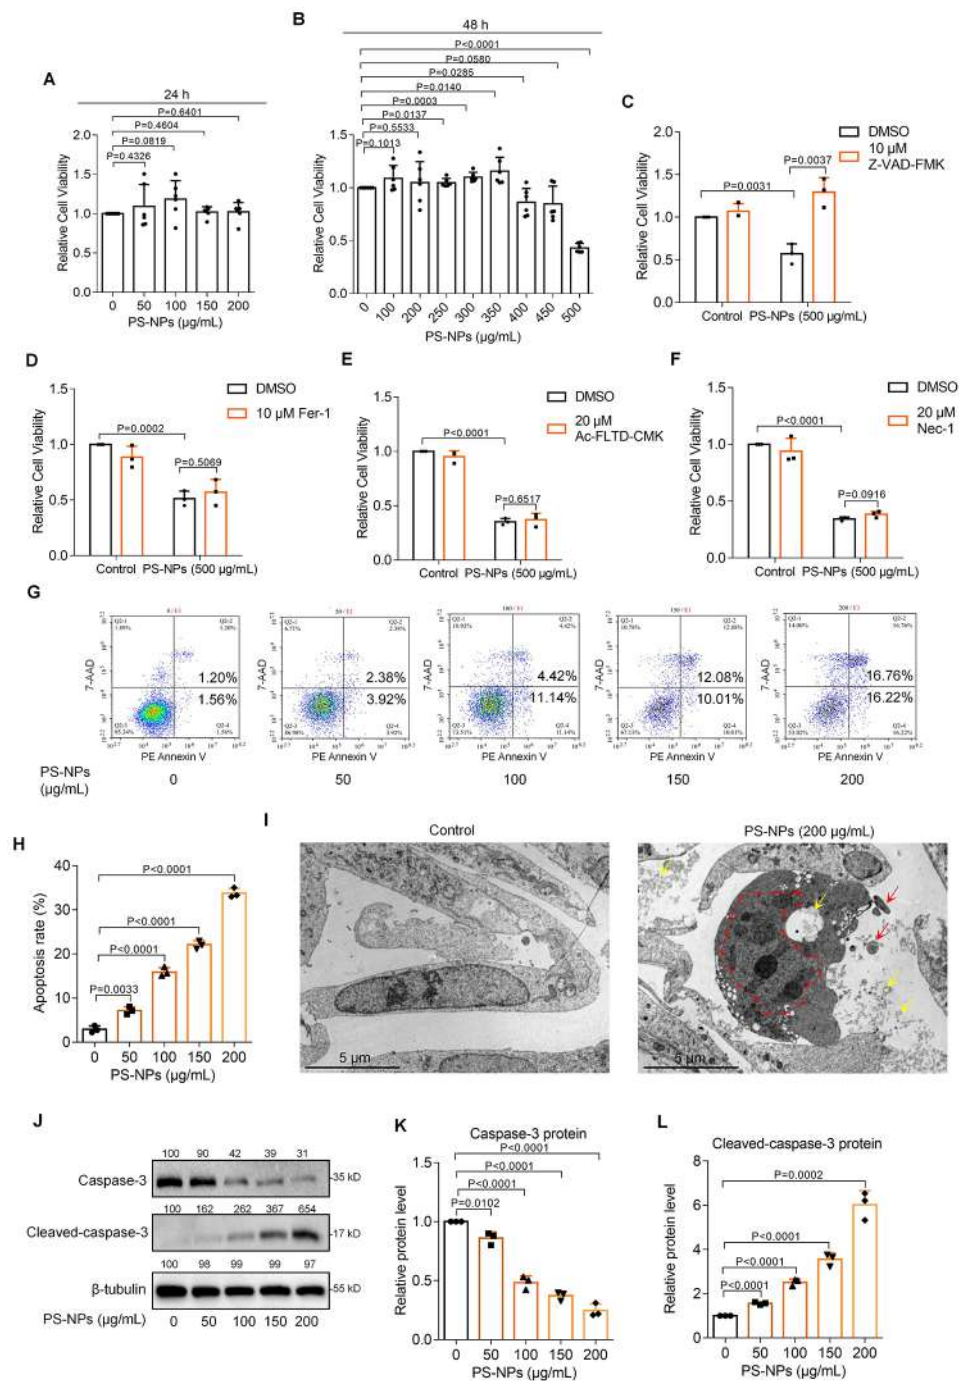 A
24 h
P=0.6401
P=0.4604
P=0.0819
P=0.4326
Relative Cell Viability
2.0
1.5
1.0
0.5
0.0
0 50 100 150 200
PS-NPs (µg/mL)
B
48 h
P<0.0001
P=0.0580
P=0.0285
P=0.0140
P=0.0003
P=0.0137
P=0.5533
P=0.1013
Relative Cell Viability
1.5
1.0
0.5
0.0
0 100 200 250 300 350 400 450 500
PS-NPs (µg/mL)
C
DMSO
10 µM
Z-VAD-FMK
P=0.0037
P=0.0031
Relative Cell Viability
2.0
1.5
1.0
0.5
0.0
Control PS-NPs (500 µg/mL)
D
DMSO
10 µM Fer-1
P=0.0002
P=0.5069
Relative Cell Viability
1.5
1.0
0.5
0.0
Control PS-NPs (500 µg/mL)
E
DMSO
20 µM
Ac-FLTD-CMK
P<0.0001
P=0.6517
Relative Cell Viability
1.5
1.0
0.5
0.0
Control PS-NPs (500 µg/mL)
F
DMSO
20 µM
Nec-1
P<0.0001
P=0.0916
Relative Cell Viability
1.5
1.0
0.5
0.0
Control PS-NPs (500 µg/mL)
G
7-AAD
1.20%
1.56%
PE Annexin V
7-AAD
2.38%
3.92%
PE Annexin V
7-AAD
4.42%
11.14%
PE Annexin V
7-AAD
12.08%
10.01%
PE Annexin V
7-AAD
16.76%
16.22%
PE Annexin V
PS-NPs
(µg/mL)
0 50 100 150 200
H
P<0.0001
P<0.0001
P<0.0001
P=0.0033
Apoptosis rate (%)
40
30
20
10
0
0 50 100 150 200
PS-NPs (µg/mL)
I
Control
5 µm
PS-NPs (200 µg/mL)
5 µm
J
100 90 42 39 31
Caspase-3
-35 kD
100 162 262 367 654
Cleaved-caspase-3
-17 kD
100 98 99 99 97
β-tubulin
-55 kD
PS-NPs (µg/mL) 0 50 100 150 200
K
Caspase-3 protein
P<0.0001
P<0.0001
P<0.0001
P=0.0102
Relative protein level
1.5
1.0
0.5
0.0
0 50 100 150 200
PS-NPs (µg/mL)
L
Cleaved-caspase-3 protein
P=0.0002
P<0.0001
P<0.0001
P<0.0001
Relative protein level
8
6
4
2
0
0 50 100 150 200
PS-NPs (µg/mL)